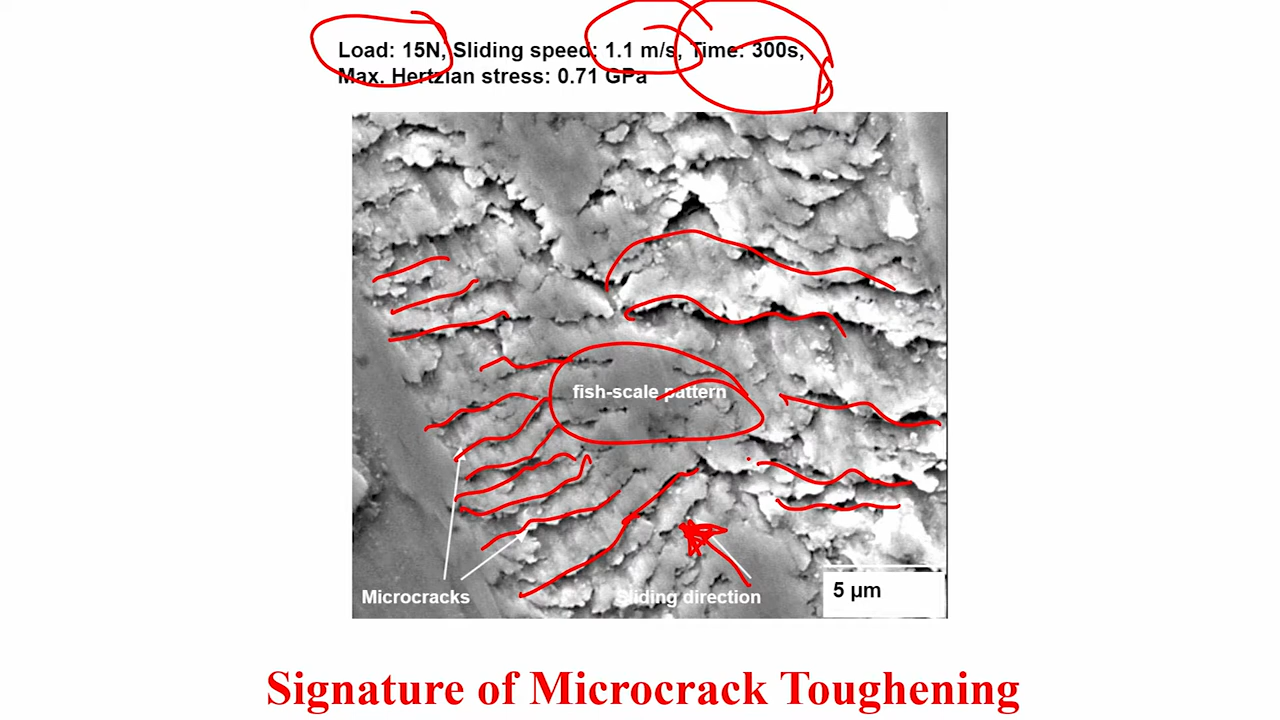 Load: 15N, Sliding speed: 1.1 m/s, Time: 300s,
Max. Hertzian stress: 0.71 GPa
fish-scale pattern
Microcracks
Sliding direction
5 µm
Signature of Microcrack Toughening